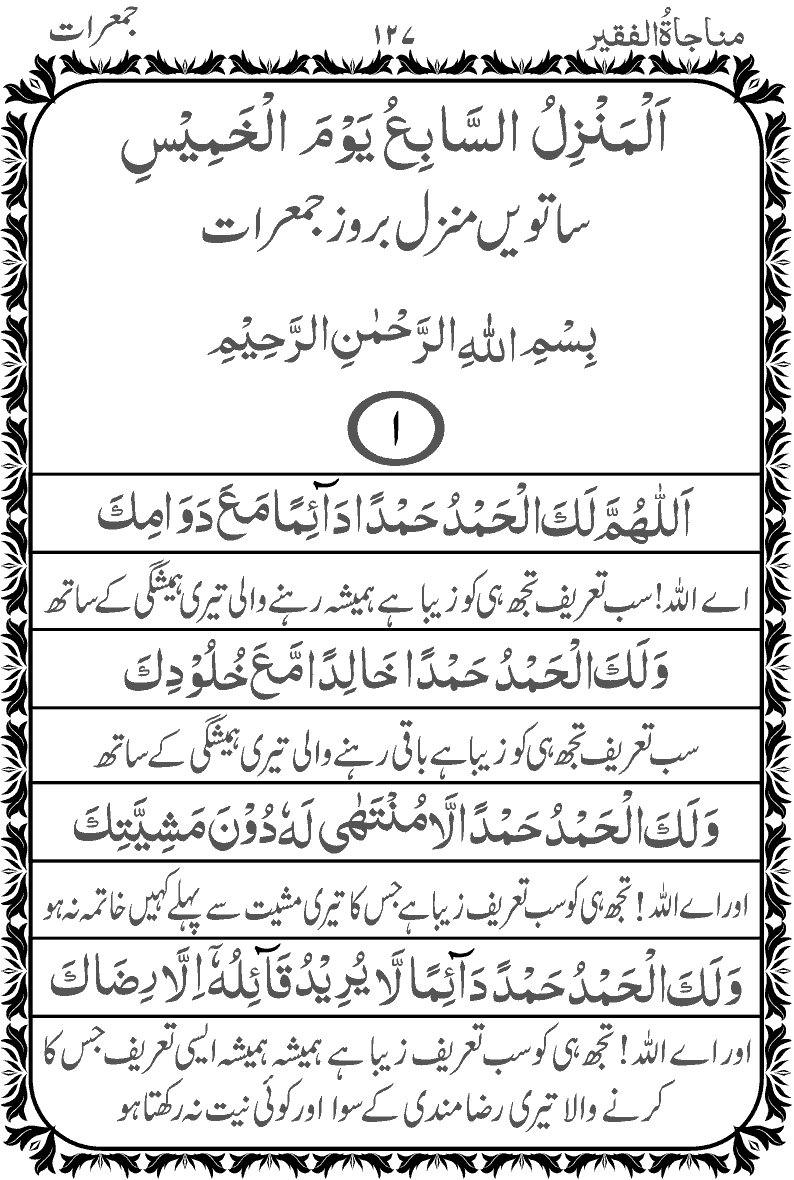 مناجاۃُالفقیر ۱۲۷ جمعرات
اَلْمَنْزِلُ السَّابِعُ يَوْمَ الْخَمِيْسِ
ساتویں منزل بروز جمعرات
بِسْمِ اللهِ الرَّحْمٰنِ الرَّحِيْمِ
۱
اَللّٰهُمَّ لَكَ الْحَمْدُ حَمْدًا دَآئِمًا مَعَ دَوَامِكَ
اے اللہ! سب تعریف تجھ ہی کو زیبا ہے ہمیشہ رہنے والی تیری ہمیشگی کے ساتھ
وَلَكَ الْحَمْدُ حَمْدًا خَالِدًا مَّعَ خُلُوْدِكَ
سب تعریف تجھ ہی کو زیبا ہے باقی رہنے والی تیری ہمیشگی کے ساتھ
وَلَكَ الْحَمْدُ حَمْدًا لَّا مُنْتَهٰى لَهٗ دُوْنَ مَشِيَّتِكَ
اور اے اللہ ! تجھ ہی کو سب تعریف زیبا ہے جس کا تیری مشیت سے پہلے کہیں خاتمہ نہ ہو
وَلَكَ الْحَمْدُ حَمْدً دَآئِمًا لَّا يُرِيْدُ قَآئِلُهٗٓ اِلَّا رِضَاكَ
اور اے اللہ ! تجھ ہی کو سب تعریف زیبا ہے ہمیشہ ہمیشہ ایسی تعریف جس کا
کرنے والا تیری رضامندی کے سوا اور کوئی نیت نہ رکھتا ہو